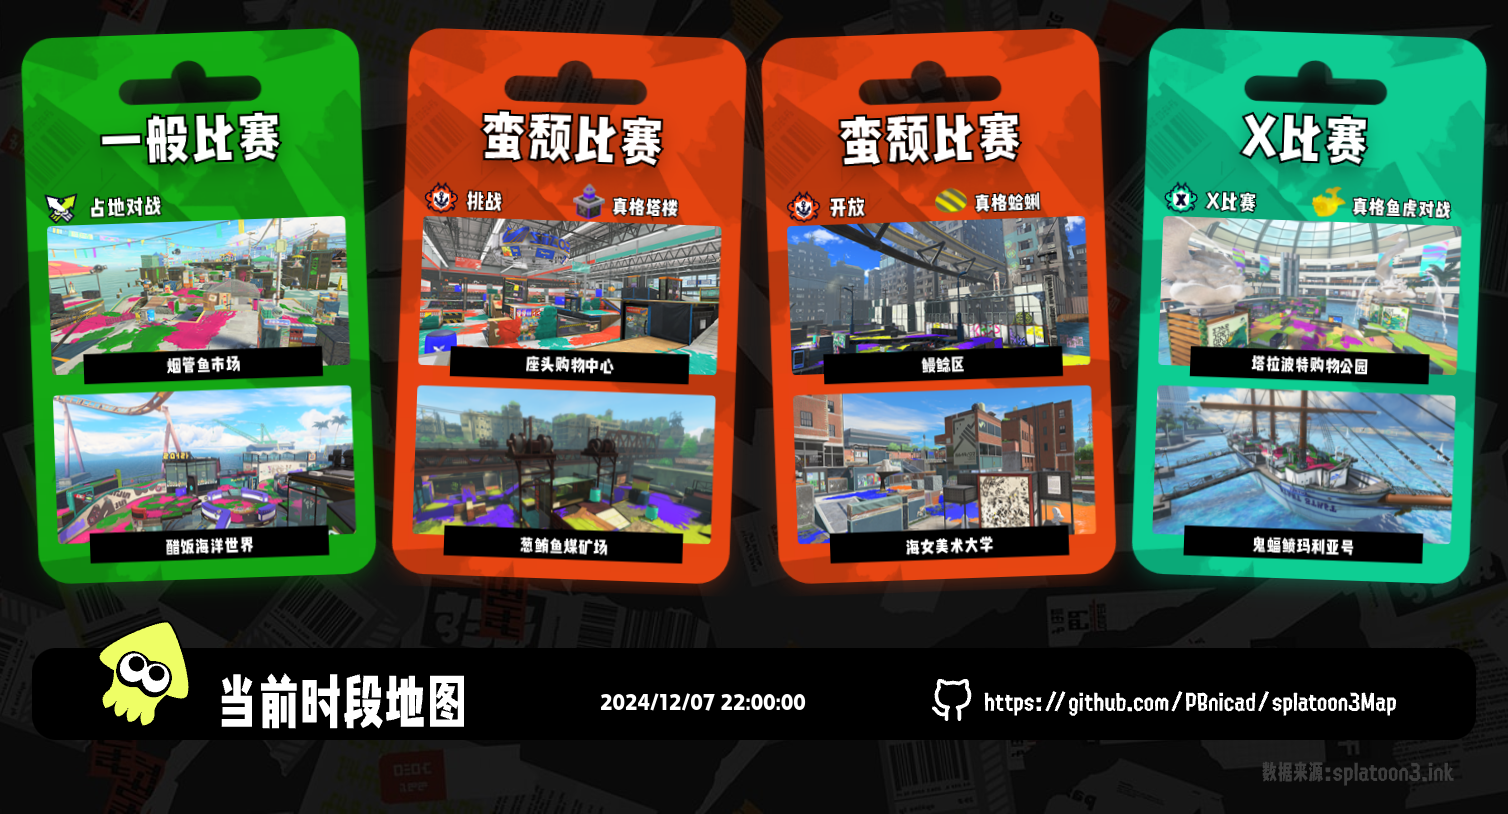 一般比赛
占地对战
烟管鱼市场
醋饭海洋世界
蛮颓比赛
挑战
真格塔楼
座头购物中心
葱鲔鱼煤矿场
蛮颓比赛
开放
真格蛤蜊
鳗鲶区
海女美术大学
X比赛
X比赛
真格鱼虎对战
塔拉波特购物公园
鬼蝠鲼玛利亚号
当前时段地图
2024/12/07 22:00:00
https://github.com/PBnicad/splatoon3Map
数据来源:splatoon3.ink